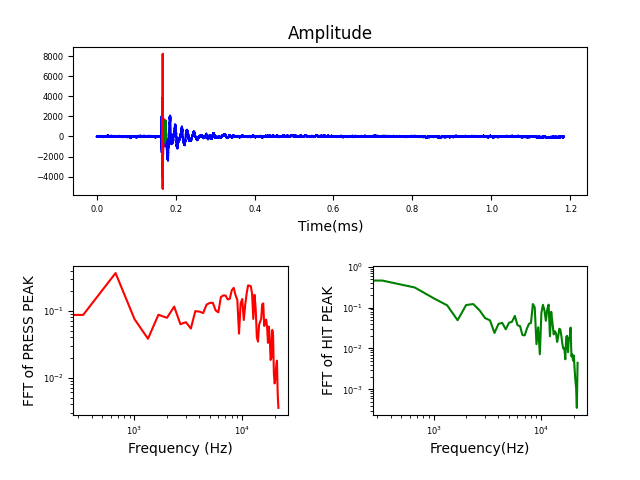 Amplitude
8000
6000
4000
2000
0
−2000
−4000
0.0 0.2 0.4 0.6 0.8 1.0 1.2
Time(ms)
FFT of PRESS PEAK
10⁻¹
10⁻²
10³ 10⁴
Frequency (Hz)
FFT of HIT PEAK
10⁰
10⁻¹
10⁻²
10⁻³
10³ 10⁴
Frequency(Hz)